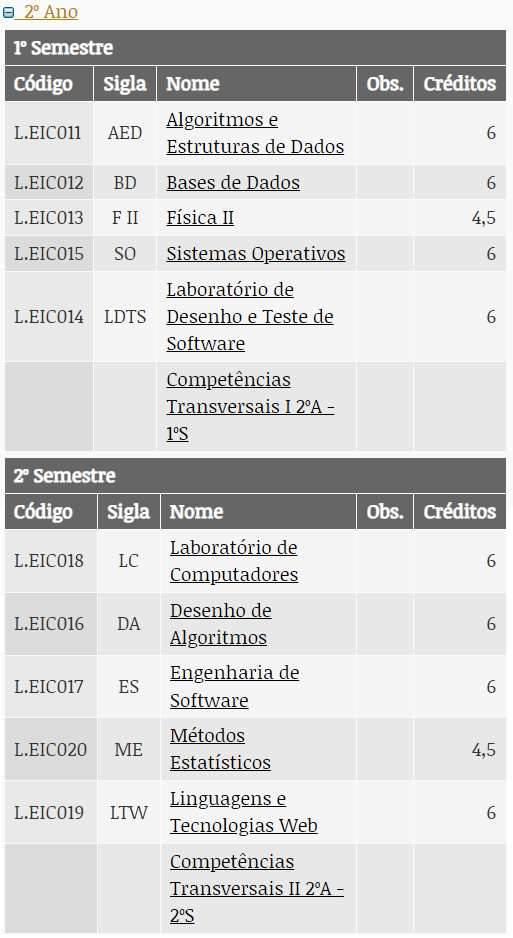 2º Ano
1º Semestre
Código Sigla Nome Obs. Créditos
L.EIC011 AED Algoritmos e
Estruturas de Dados 6
L.EIC012 BD Bases de Dados 6
L.EIC013 F II Física II 4,5
L.EIC015 SO Sistemas Operativos 6
L.EIC014 LDTS Laboratório de
Desenho e Teste de
Software 6
Competências
Transversais I 2ºA -
1ºS
2º Semestre
Código Sigla Nome Obs. Créditos
L.EIC018 LC Laboratório de
Computadores 6
L.EIC016 DA Desenho de
Algoritmos 6
L.EIC017 ES Engenharia de
Software 6
L.EIC020 ME Métodos
Estatísticos 4,5
L.EIC019 LTW Linguagens e
Tecnologias Web 6
Competências
Transversais II 2ºA -
2ºS